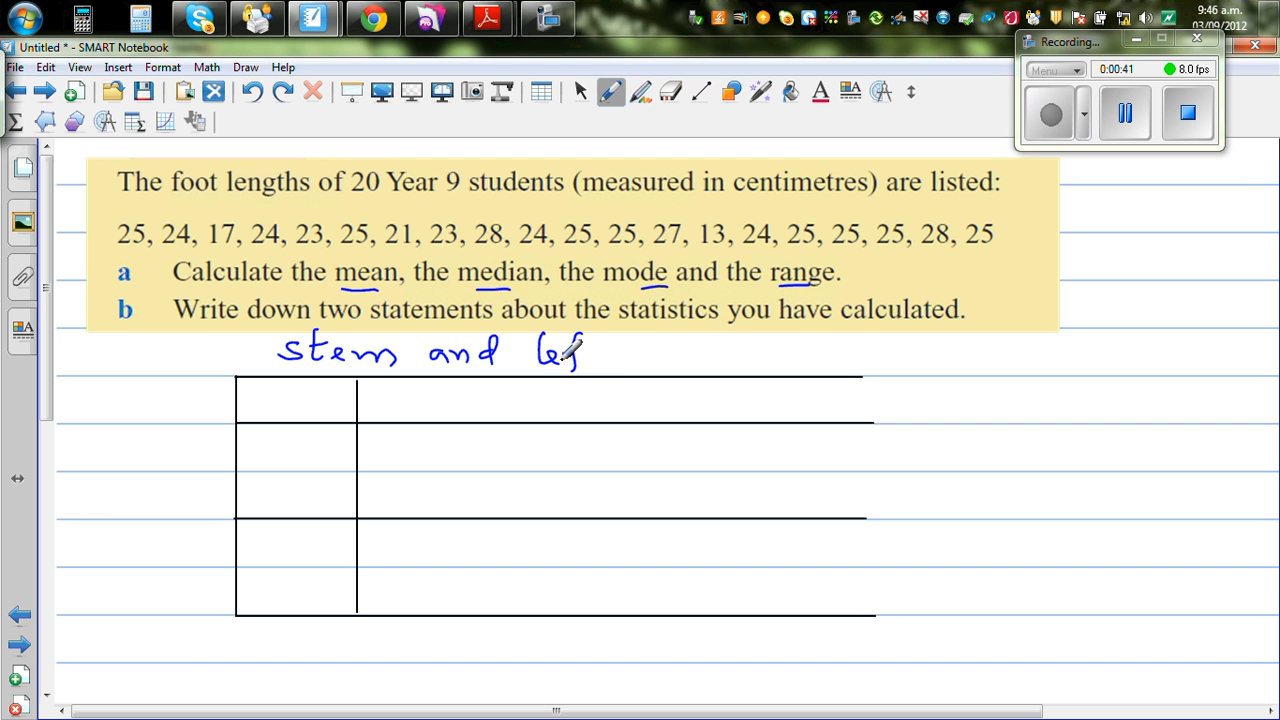 9:46 a.m.
03/09/2012
Untitled * - SMART Notebook
Recording...
File Edit View Insert Format Math Draw Help
Menu
0:00:41
8.0 fps
The foot lengths of 20 Year 9 students (measured in centimetres) are listed:
25, 24, 17, 24, 23, 25, 21, 23, 28, 24, 25, 25, 27, 13, 24, 25, 25, 25, 28, 25
a Calculate the mean, the median, the mode and the range.
b Write down two statements about the statistics you have calculated.
stem and lef